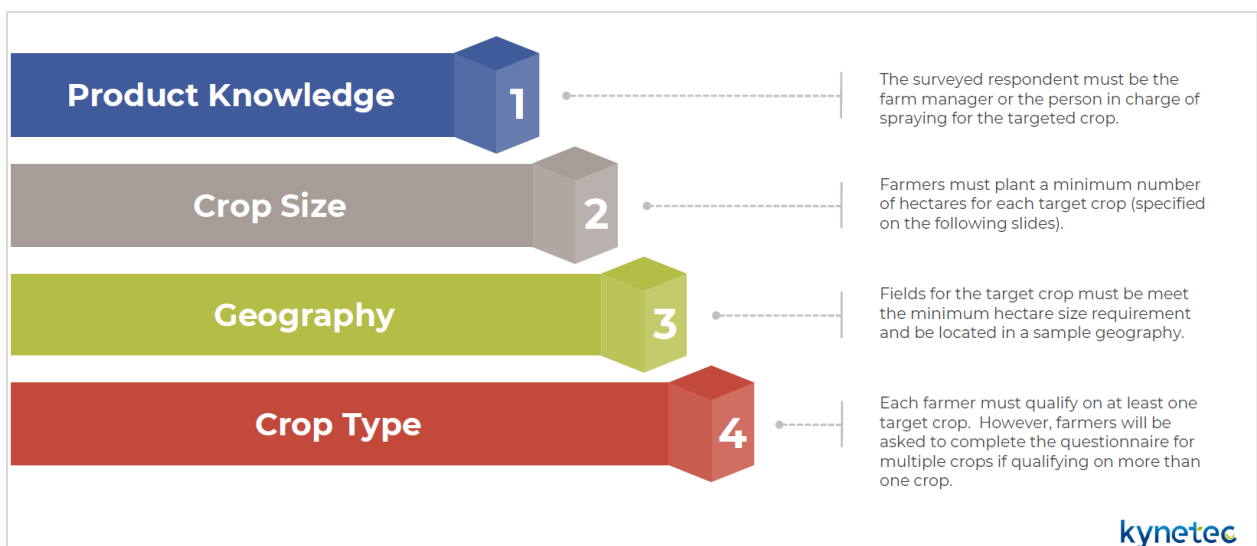 Product Knowledge
1
The surveyed respondent must be the
farm manager or the person in charge of
spraying for the targeted crop.
Crop Size
2
Farmers must plant a minimum number
of hectares for each target crop (specified
on the following slides).
Geography
3
Fields for the target crop must be meet
the minimum hectare size requirement
and be located in a sample geography.
Crop Type
4
Each farmer must qualify on at least one
target crop.  However, farmers will be
asked to complete the questionnaire for
multiple crops if qualifying on more than
one crop.
kynetec